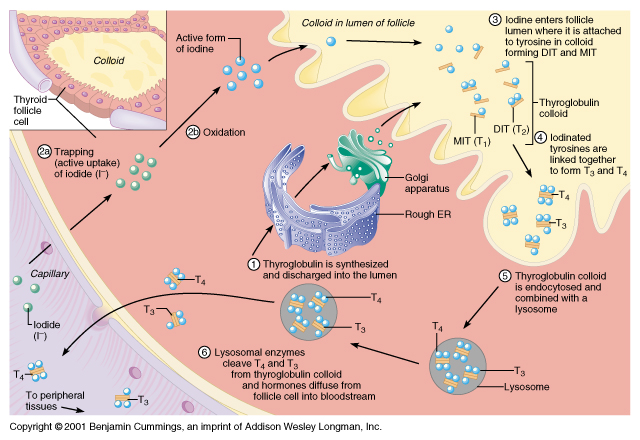 Colloid
Thyroid
follicle
cell
Active form
of iodine
Colloid in lumen of follicle
③ Iodine enters follicle
lumen where it is attached
to tyrosine in colloid
forming DIT and MIT
Thyroglobulin
colloid
DIT (T₂)
MIT (T₁)
④ Iodinated
tyrosines are
linked together
to form T₃ and T₄
2a Trapping
(active uptake)
of iodide (I⁻)
2b Oxidation
Golgi
apparatus
Rough ER
T₄
T₃
① Thyroglobulin is synthesized
and discharged into the lumen
Capillary
Iodide
(I⁻)
T₄
T₃
T₄
T₃
⑤ Thyroglobulin colloid
is endocytosed and
combined with a
lysosome
T₄
T₃
Lysosome
⑥ Lysosomal enzymes
cleave T₄ and T₃
from thyroglobulin colloid
and hormones diffuse from
follicle cell into bloodstream
T₄
To peripheral
tissues
T₃
Copyright © 2001 Benjamin Cummings, an imprint of Addison Wesley Longman, Inc.